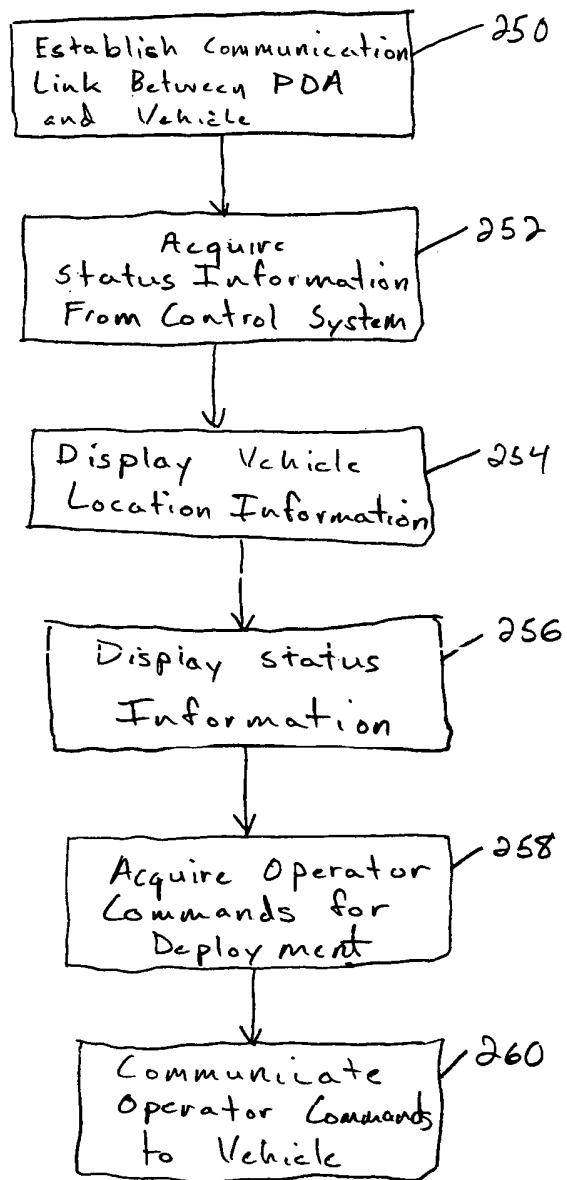 Establish Communication
Link Between PDA
and Vehicle
250
Acquire
Status Information
From Control System
252
Display Vehicle
Location Information
254
Display status
Information
256
Acquire Operator
Commands for
Deployment
258
Communicate
Operator Commands
to Vehicle
260